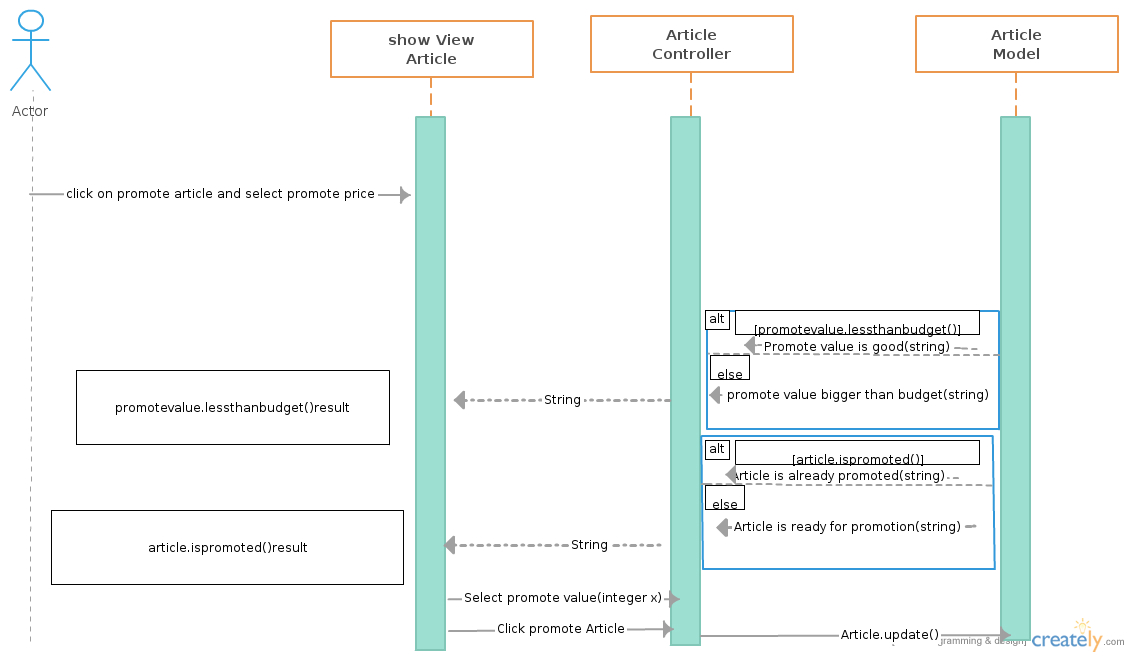 show View
Article
Article
Controller
Article
Model
Actor
click on promote article and select promote price
alt
[promotevalue.lessthanbudget()]
Promote value is good(string)
else
promote value bigger than budget(string)
promotevalue.lessthanbudget()result
String
alt
[article.ispromoted()]
Article is already promoted(string)
else
Article is ready for promotion(string)
article.ispromoted()result
String
Select promote value(integer x)
Click promote Article
Article.update()
gramming & design]
creately.com